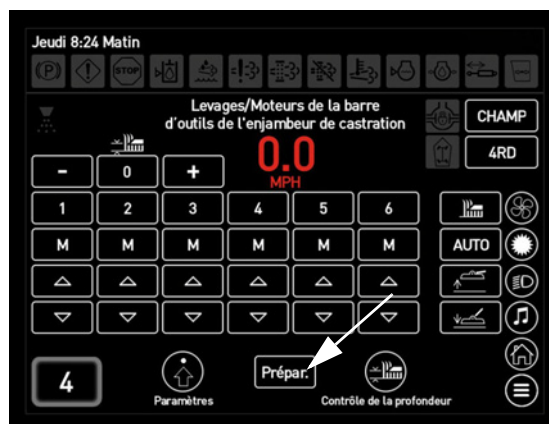 Jeudi 8:24 Matin
(P) STOP
Levages/Moteurs de la barre
d'outils de l'enjambeur de castration
CHAMP
0.0
MPH
4RD
- 0 +
1 2 3 4 5 6
M M M M M M AUTO
4
Prépar.
Paramètres
Contrôle de la profondeur